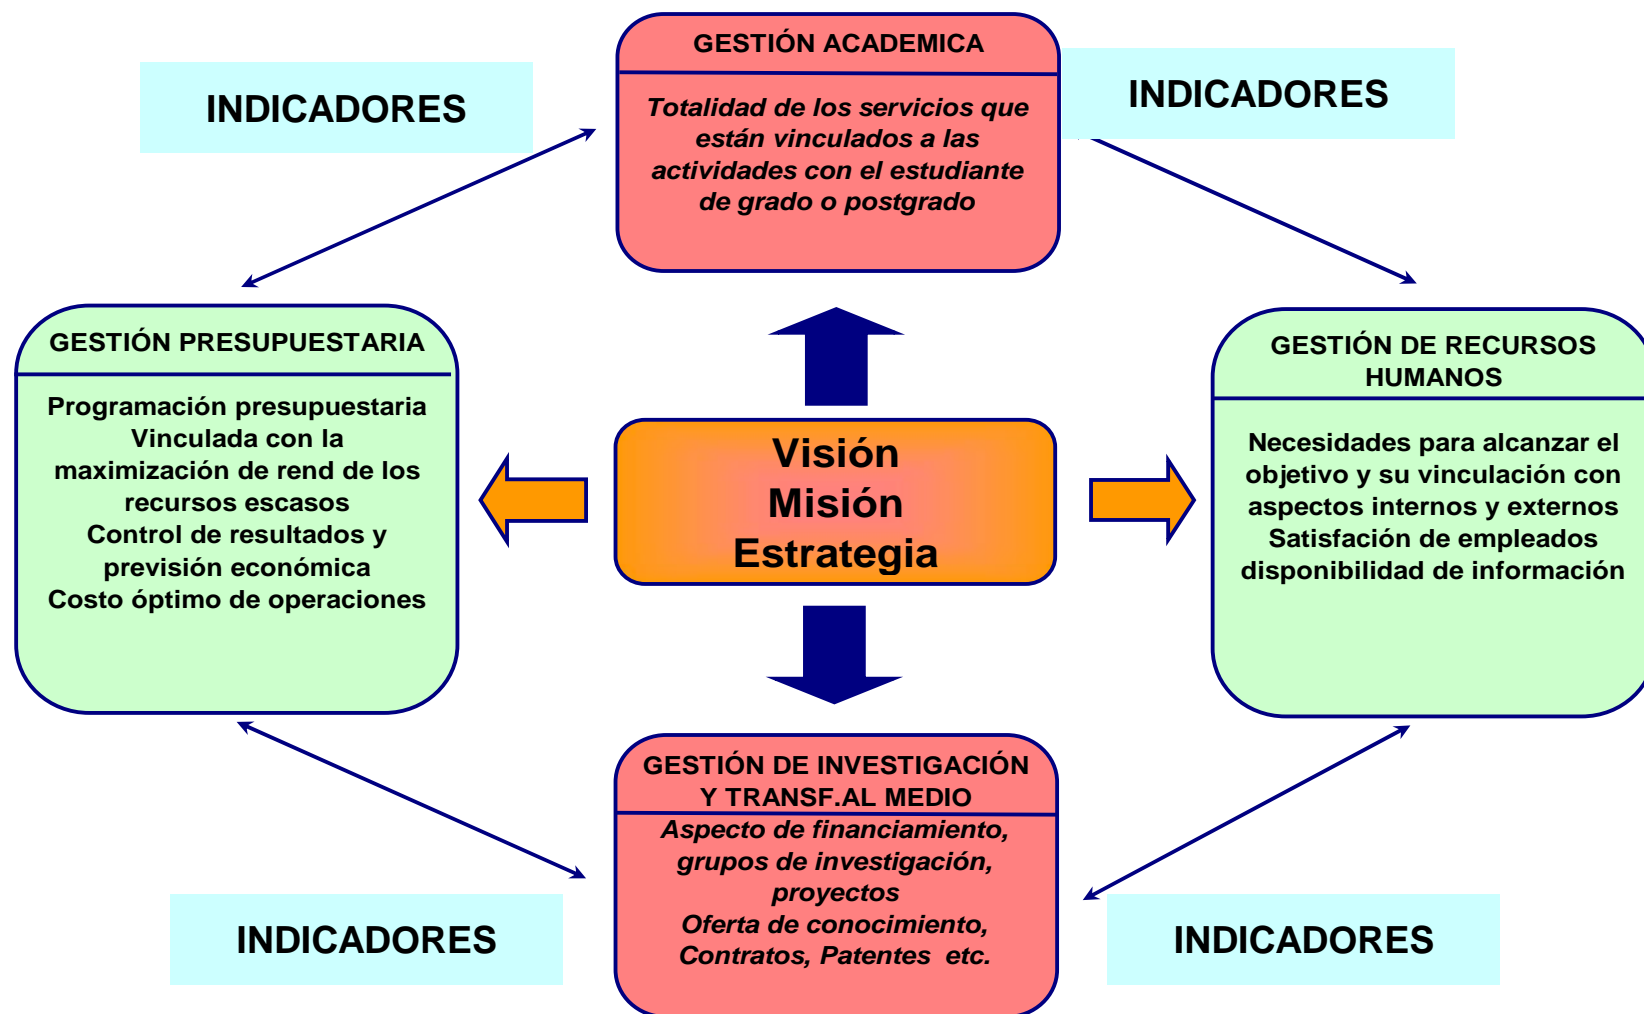 GESTIÓN ACADEMICA
Totalidad de los servicios que
están vinculados a las
actividades con el estudiante
de grado o postgrado
INDICADORES
INDICADORES
GESTIÓN PRESUPUESTARIA
Programación presupuestaria
Vinculada con la
maximización de rend de los
recursos escasos
Control de resultados y
previsión económica
Costo óptimo de operaciones
Visión
Misión
Estrategia
GESTIÓN DE RECURSOS
HUMANOS
Necesidades para alcanzar el
objetivo y su vinculación con
aspectos internos y externos
Satisfación de empleados
disponibilidad de información
GESTIÓN DE INVESTIGACIÓN
Y TRANSF.AL MEDIO
Aspecto de financiamiento,
grupos de investigación,
proyectos
Oferta de conocimiento,
Contratos, Patentes etc.
INDICADORES
INDICADORES